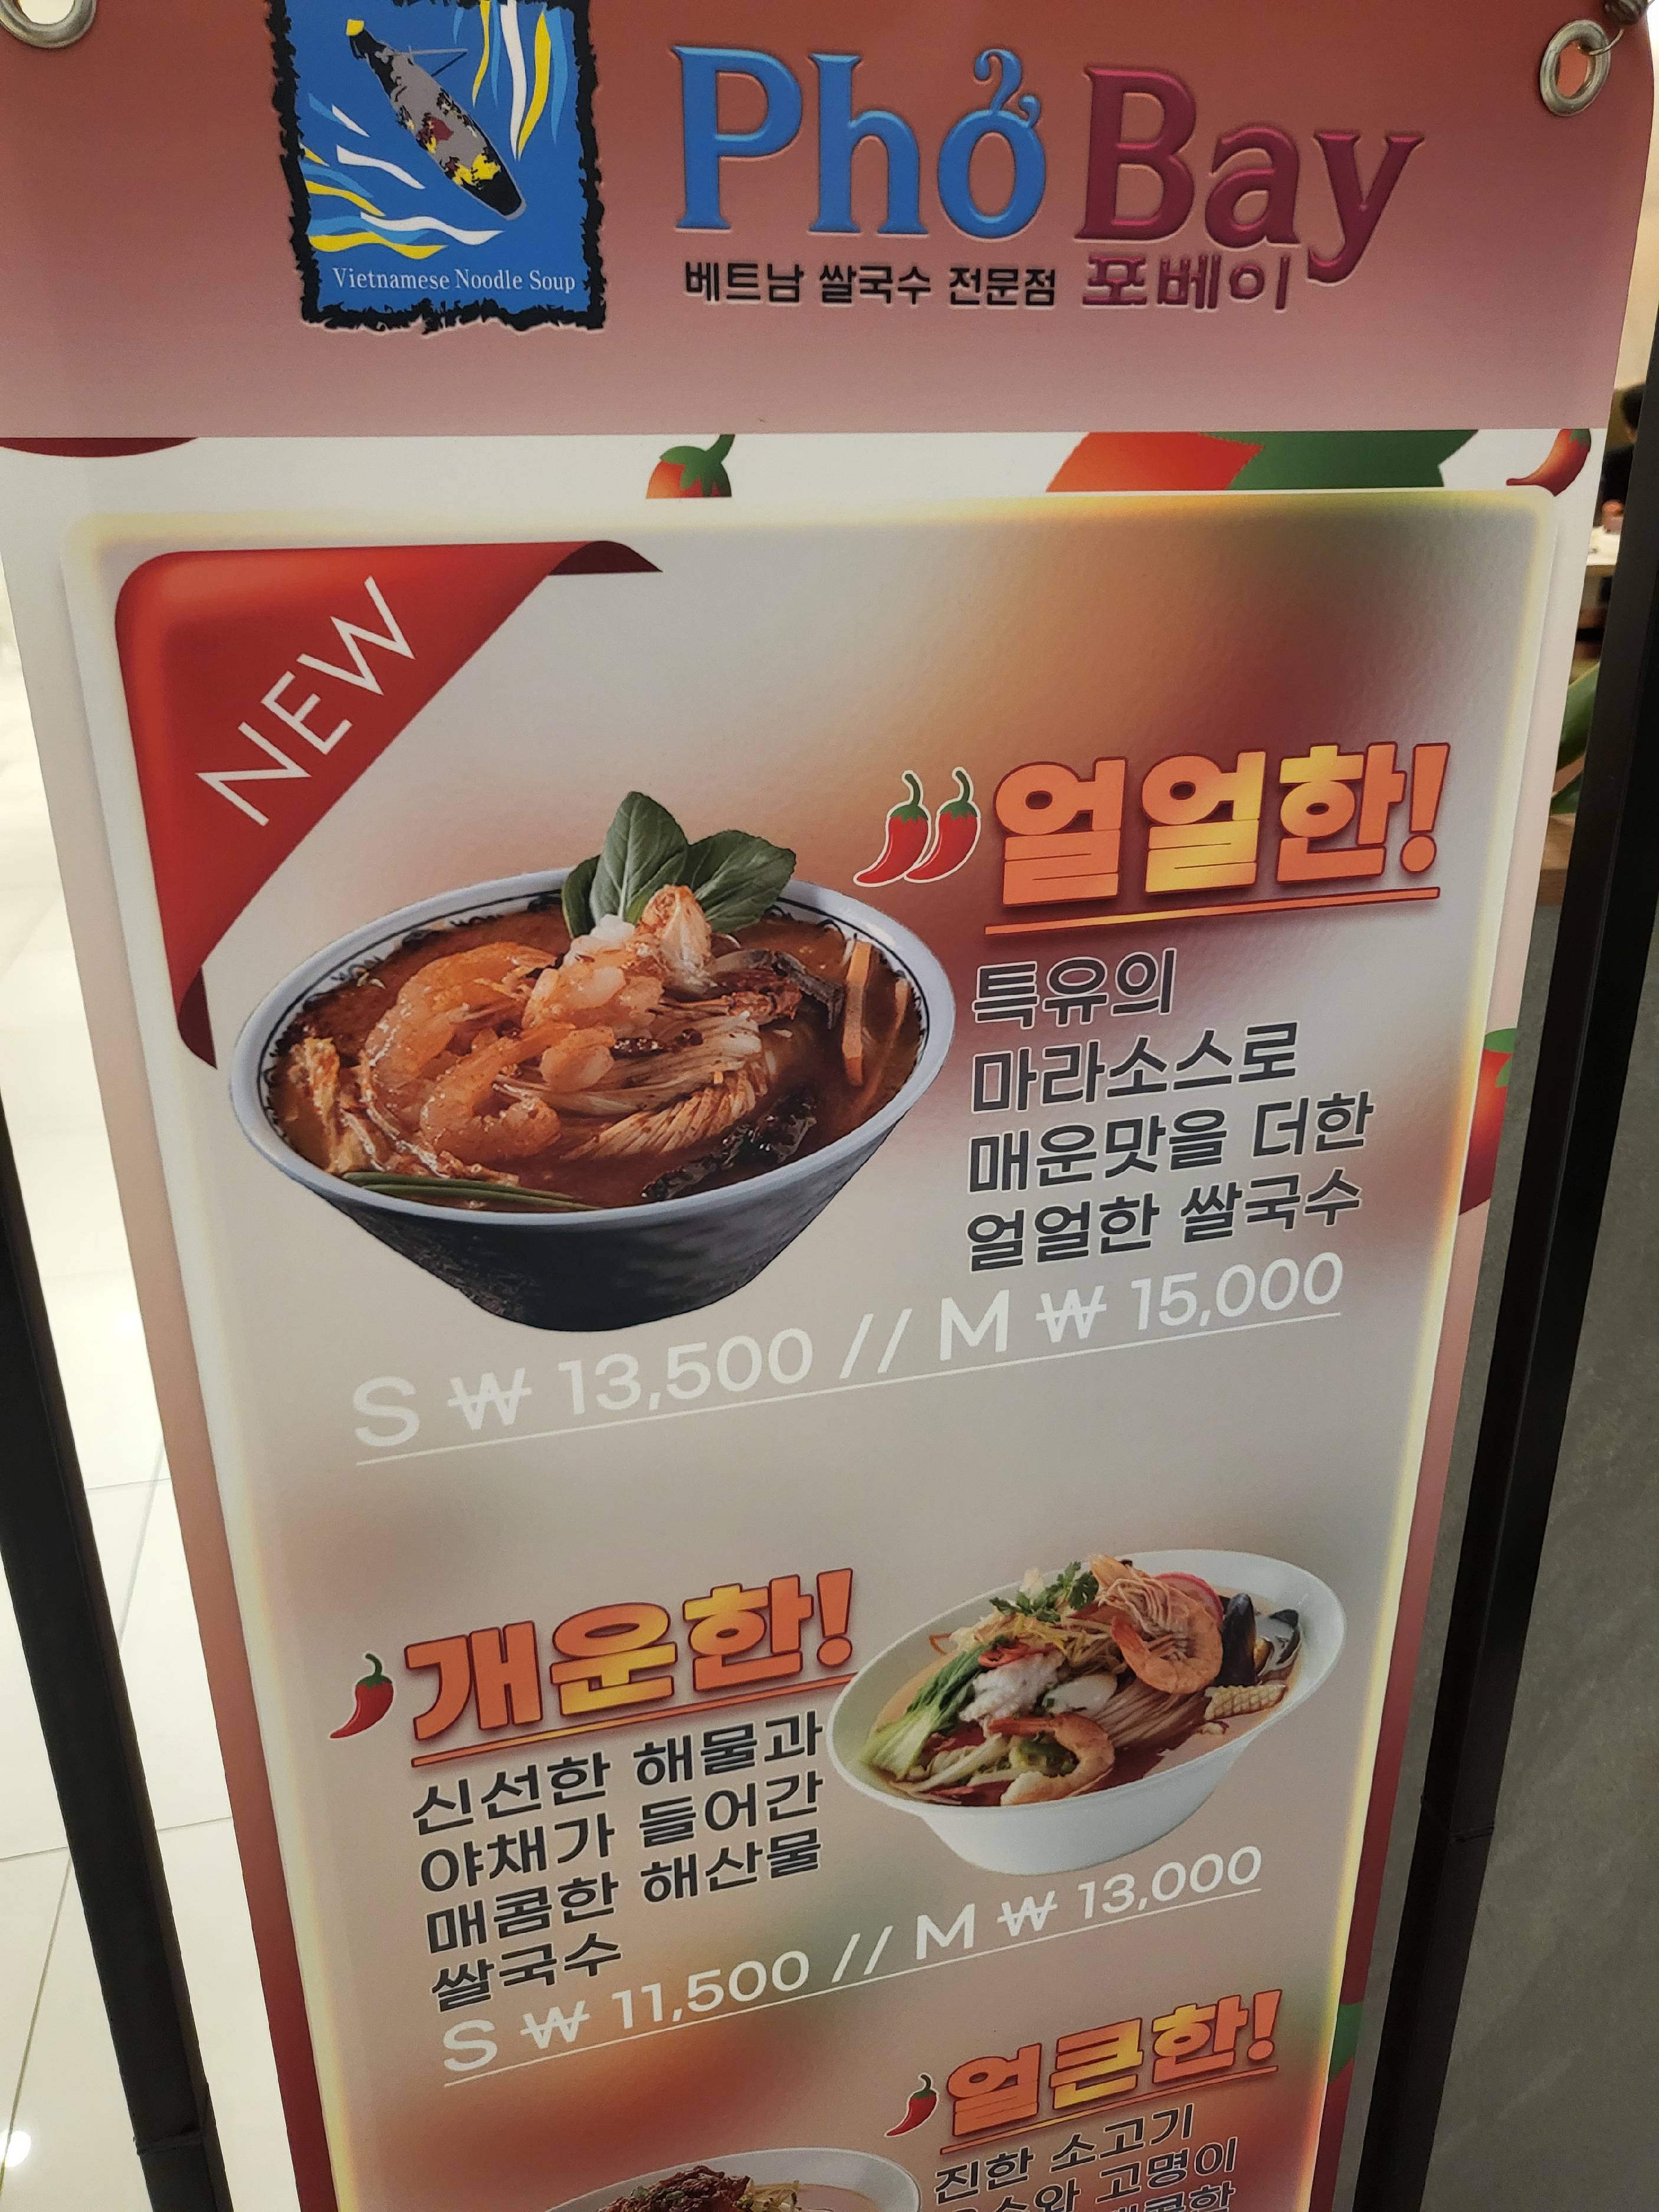 Vietnamese Noodle Soup
Phở Bay
베트남 쌀국수 전문점 포베이
NEW
얼얼한!
특유의
마라소스로
매운맛을 더한
얼얼한 쌀국수
S ₩ 13,500 // M ₩ 15,000
개운한!
신선한 해물과
야채가 들어간
매콤한 해산물
쌀국수
S ₩ 11,500 // M ₩ 13,000
얼큰한!
진한 소고기
고명이